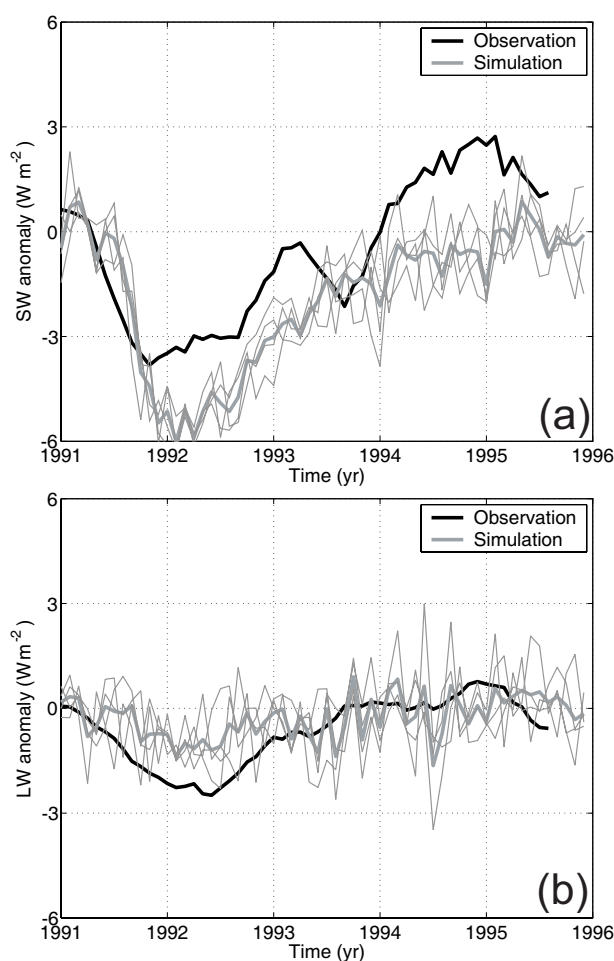 6
Observation
Simulation
3
0
-3
-6
SW anomaly (W m-2)
(a)
1991 1992 1993 1994 1995 1996
Time (yr)
6
Observation
Simulation
3
0
-3
-6
LW anomaly (Wm-2)
(b)
1991 1992 1993 1994 1995 1996
Time (yr)